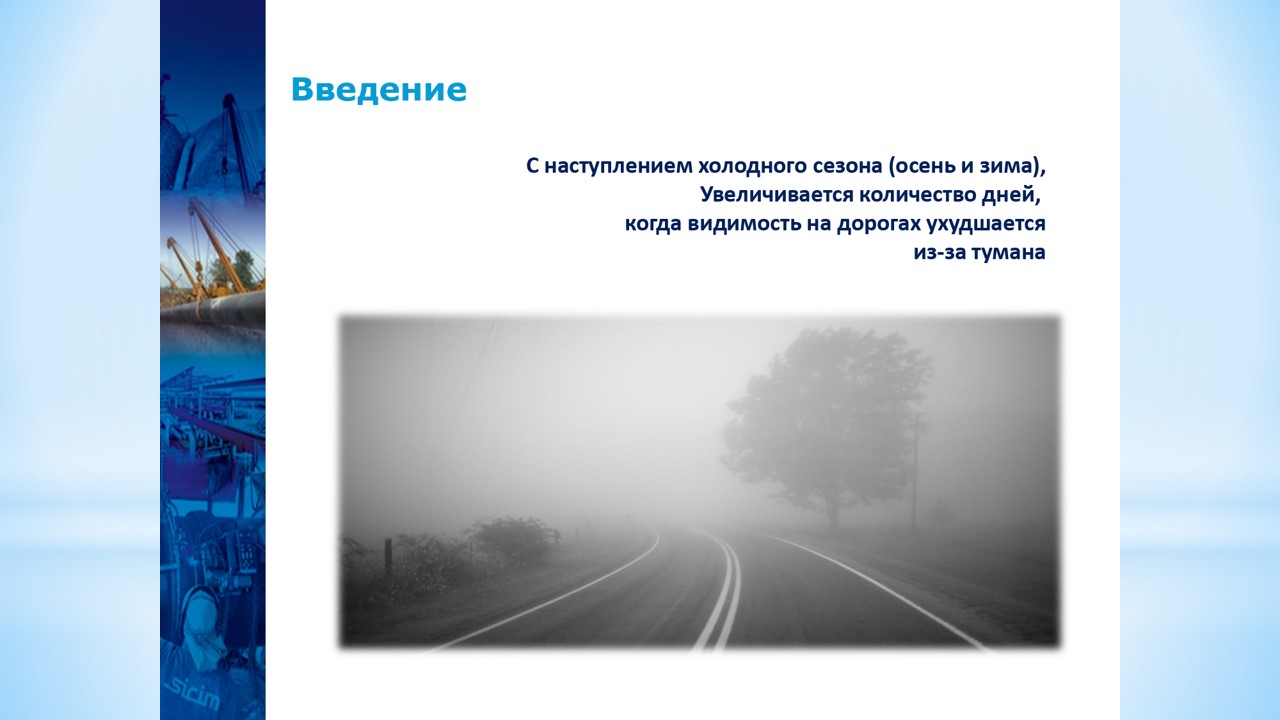 Введение
С наступлением холодного сезона (осень и зима),
Увеличивается количество дней,
когда видимость на дорогах ухудшается
из-за тумана
sicim